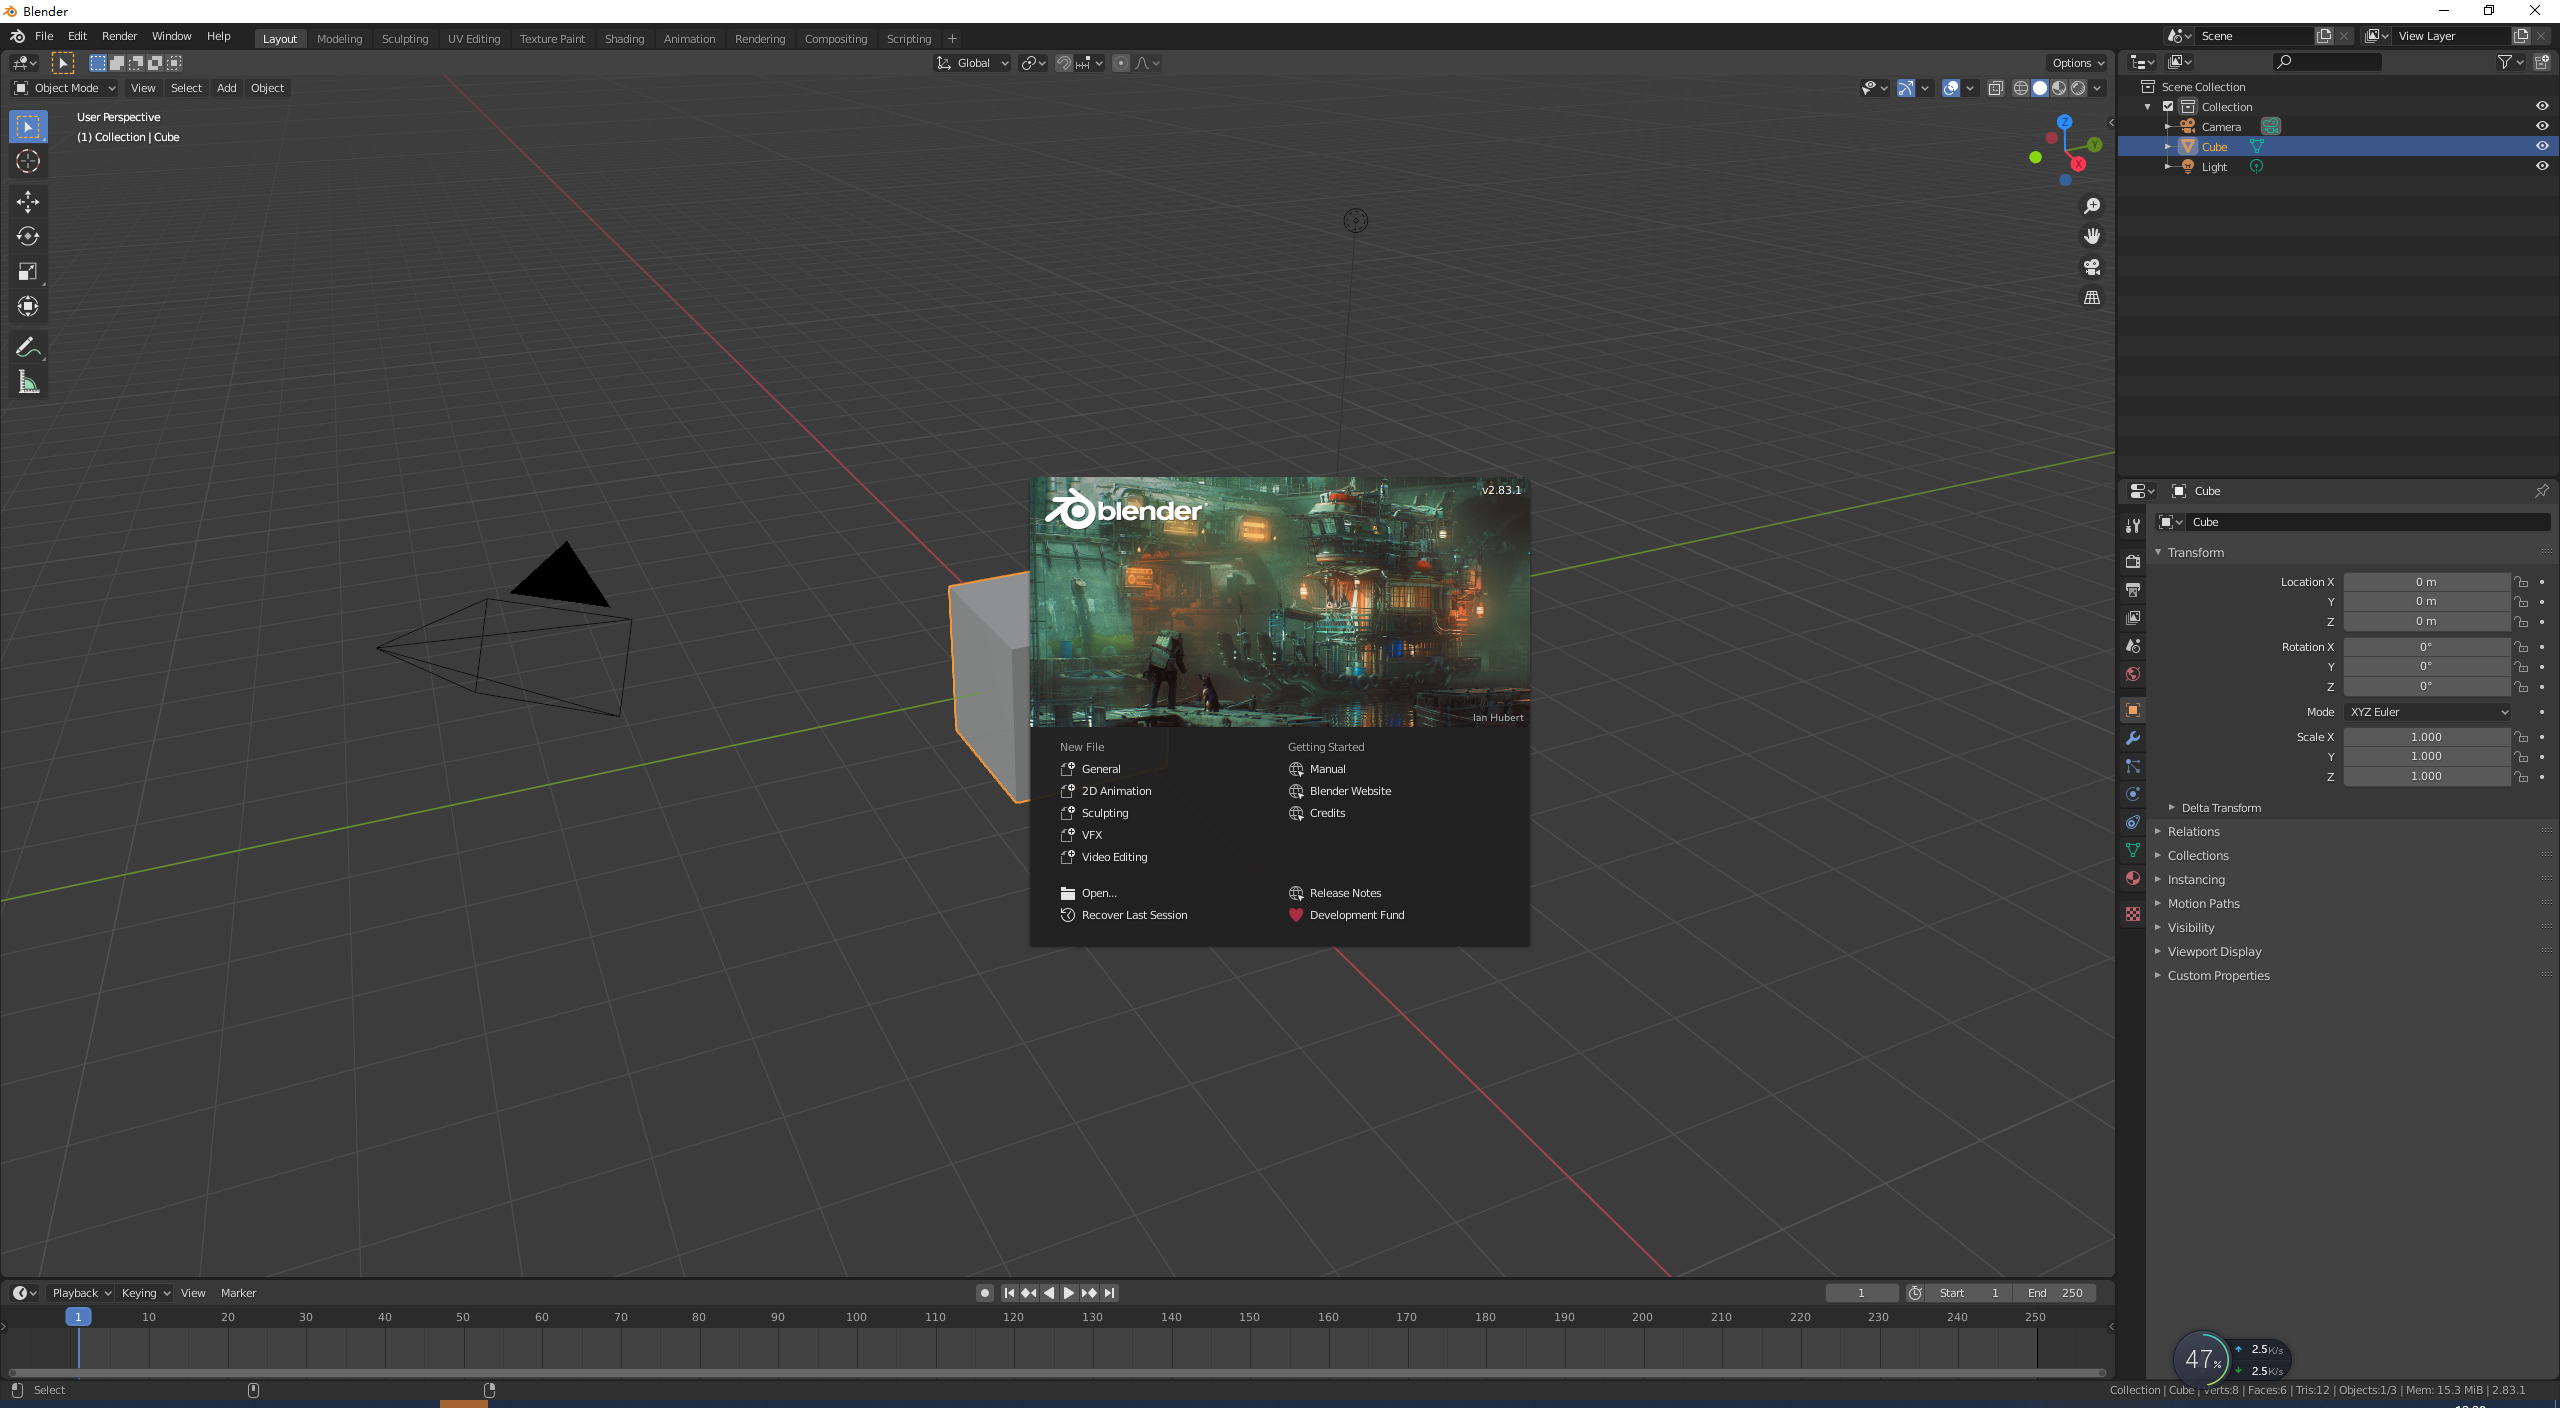 Blender
File Edit Render Window Help Layout Modeling Sculpting UV Editing Texture Paint Shading Animation Rendering Compositing Scripting + Scene View Layer
Global Options
Object Mode View Select Add Object
User Perspective
(1) Collection | Cube
Z
Y
X
Scene Collection
Collection
Camera
Cube
Light
blender
v2.83.1
Ian Hubert
New File
General
2D Animation
Sculpting
VFX
Video Editing
Open...
Recover Last Session
Getting Started
Manual
Blender Website
Credits
Release Notes
Development Fund
Cube
Cube
Transform
Location X 0 m
Y 0 m
Z 0 m
Rotation X 0°
Y 0°
Z 0°
Mode XYZ Euler
Scale X 1.000
Y 1.000
Z 1.000
Delta Transform
Relations
Collections
Instancing
Motion Paths
Visibility
Viewport Display
Custom Properties
Playback Keying View Marker 1 Start 1 End 250
1 10 20 30 40 50 60 70 80 90 100 110 120 130 140 150 160 170 180 190 200 210 220 230 240 250
47%
2.5K/s
2.5K/s
Select
Collection | Cube | Verts:8 | Faces:6 | Tris:12 | Objects:1/3 | Mem: 15.3 MiB | 2.83.1